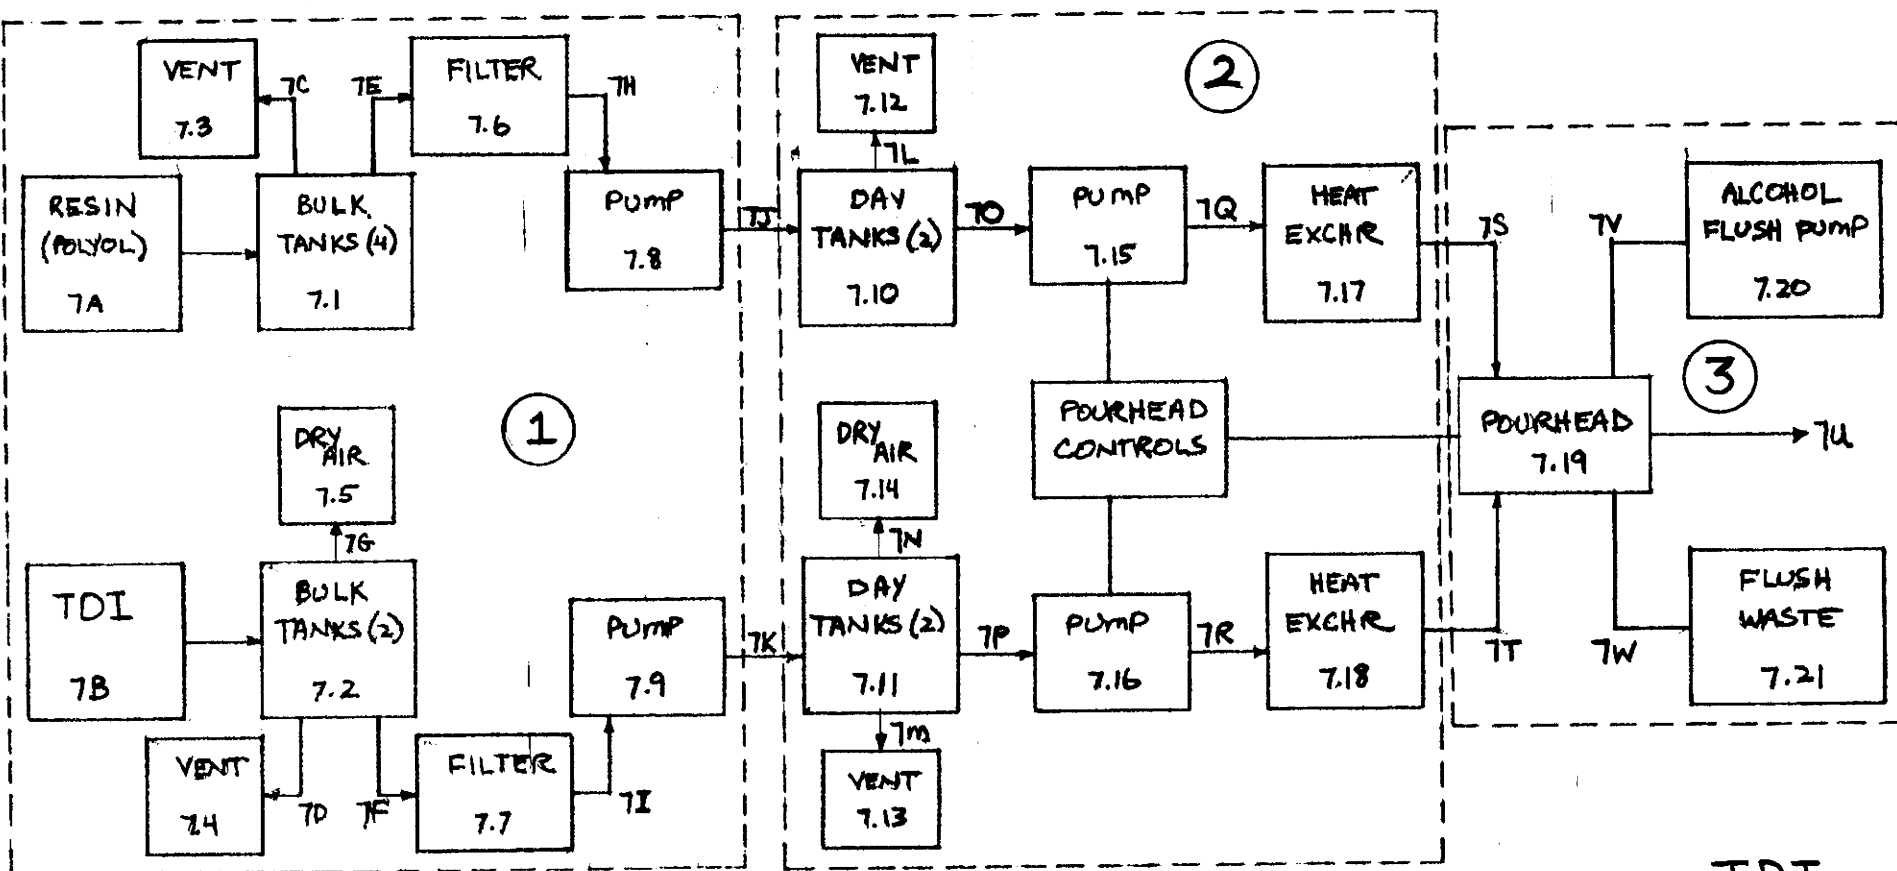 VENT
7.3
7C
7E
FILTER
7.6
7H
RESIN
(POLYOL)
7A
BULK
TANKS (4)
7.1
PUMP
7.8
7J
1
DRY
AIR
7.5
7G
TDI
7B
BULK
TANKS (2)
7.2
PUMP
7.9
7K
VENT
7.4
7D
7F
FILTER
7.7
7I
VENT
7.12
2
7L
DAY
TANKS (2)
7.10
7O
PUMP
7.15
7Q
HEAT
EXCHR
7.17
DRY
AIR
7.14
POURHEAD
CONTROLS
7N
DAY
TANKS (2)
7.11
7P
PUMP
7.16
7R
HEAT
EXCHR
7.18
7M
VENT
7.13
7S
7V
ALCOHOL
FLUSH PUMP
7.20
3
POURHEAD
7.19
7U
7T
7W
FLUSH
WASTE
7.21